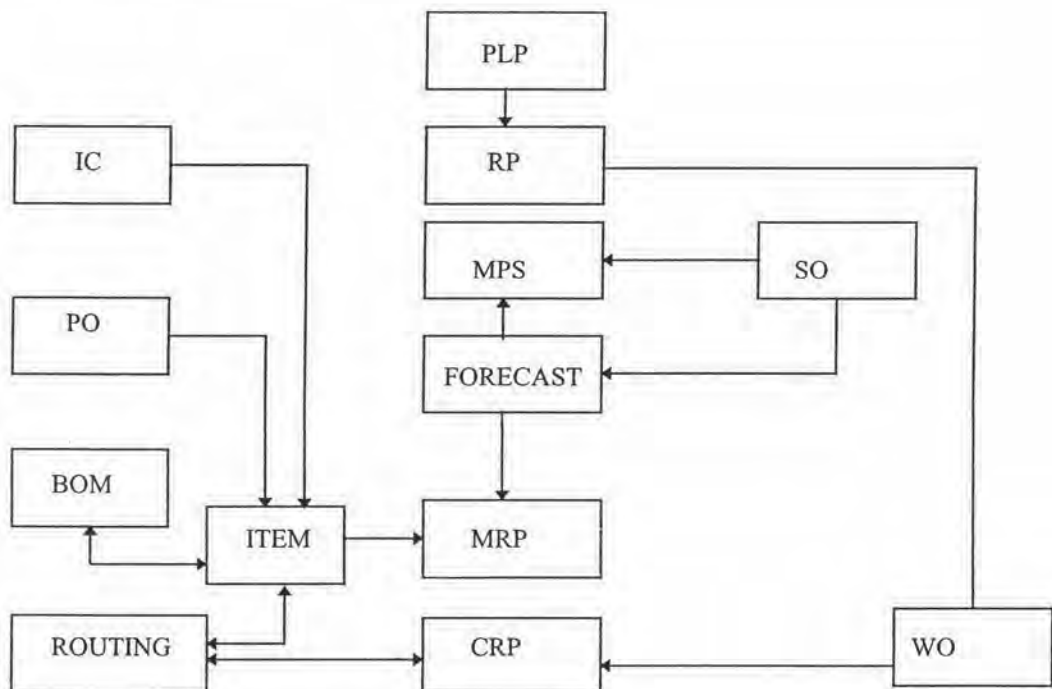 PLP
IC
RP
MPS
SO
PO
FORECAST
BOM
ITEM
MRP
ROUTING
CRP
WO